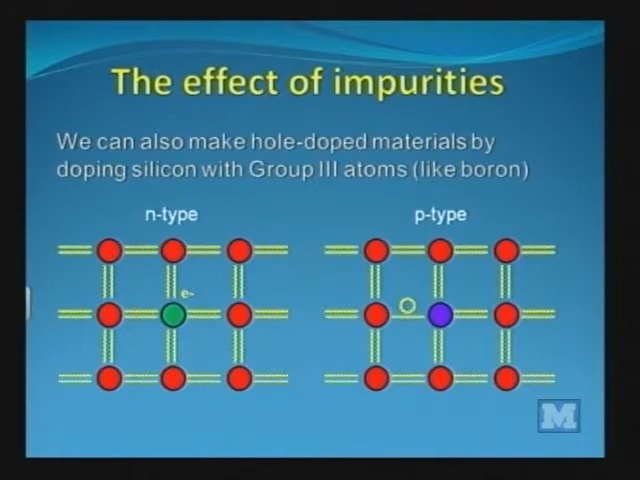 The effect of impurities
We can also make hole-doped materials by
doping silicon with Group III atoms (like boron)
n-type
p-type
e-
M